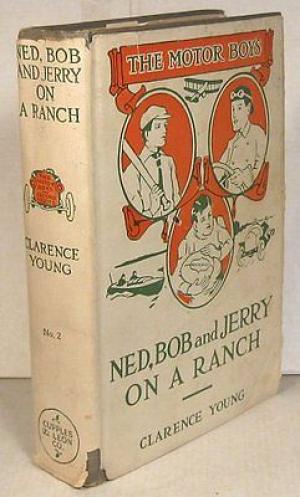 NED, BOB
AND JERRY
ON
A RANCH
CLARENCE
YOUNG
No. 2
CUPPLES
& LEON
CO.
THE MOTOR BOYS
NED, BOB and JERRY
ON A RANCH
CLARENCE YOUNG